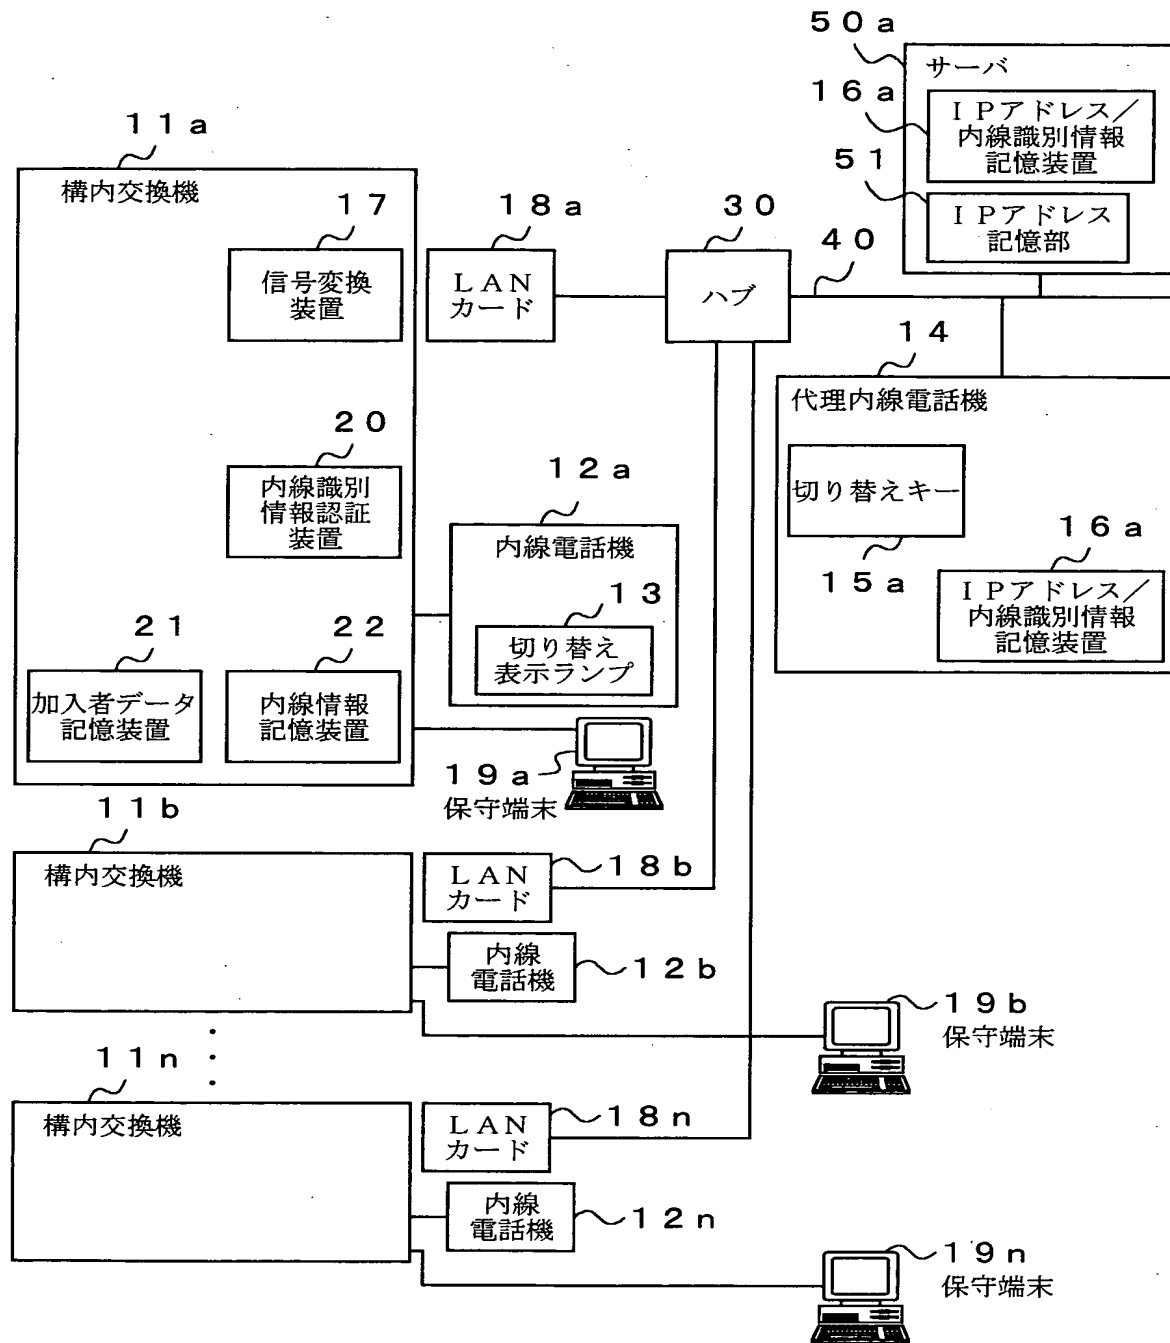 ５０ａ
サーバ
１６ａ
ＩＰアドレス／
内線識別情報
記憶装置
５１
ＩＰアドレス
記憶部
１１ａ
構内交換機
１７
信号変換
装置
１８ａ
ＬＡＮ
カード
３０
ハブ
４０
１４
代理内線電話機
切り替えキー
１５ａ
１６ａ
ＩＰアドレス／
内線識別情報
記憶装置
２０
内線識別
情報認証
装置
１２ａ
内線電話機
１３
切り替え
表示ランプ
２１
加入者データ
記憶装置
２２
内線情報
記憶装置
１９ａ
保守端末
１１ｂ
構内交換機
ＬＡＮ
カード
１８ｂ
内線
電話機
１２ｂ
１９ｂ
保守端末
１１ｎ
構内交換機
ＬＡＮ
カード
１８ｎ
内線
電話機
１２ｎ
１９ｎ
保守端末